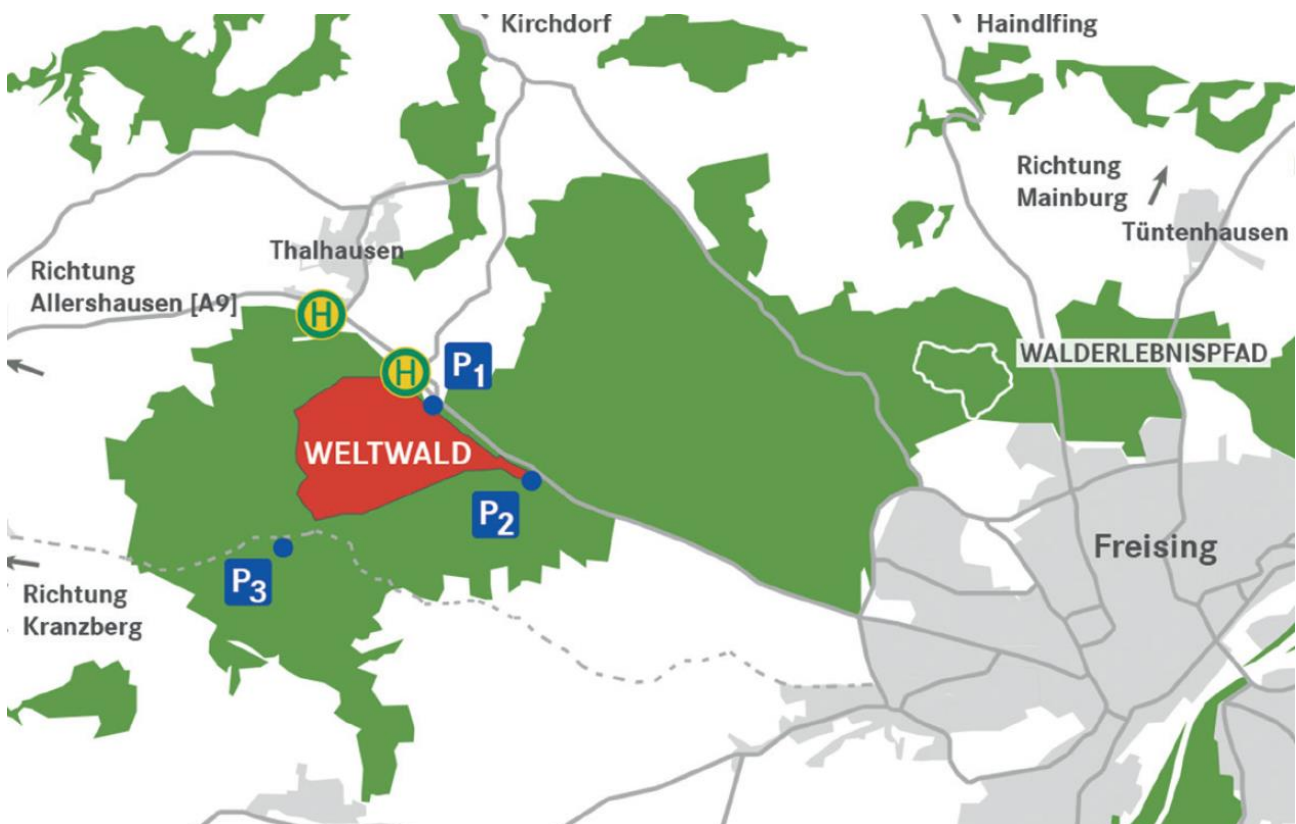 Kirchdorf
Haindlfing
Richtung
Mainburg
Tüntenhausen
Thalhausen
Richtung
Allershausen [A9]
H
H
P1
WALDERLEBNISPFAD
WELTWALD
P2
Freising
P3
Richtung
Kranzberg